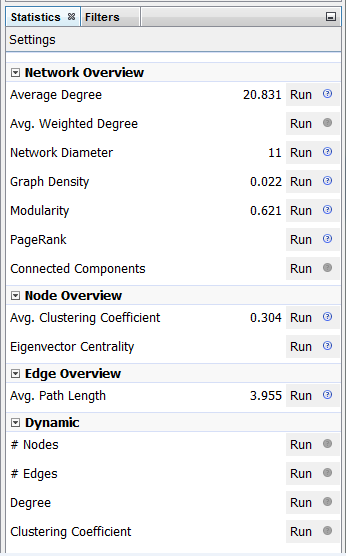 Statistics Filters
Settings
Network Overview
Average Degree 20.831 Run
Avg. Weighted Degree Run
Network Diameter 11 Run
Graph Density 0.022 Run
Modularity 0.621 Run
PageRank Run
Connected Components Run
Node Overview
Avg. Clustering Coefficient 0.304 Run
Eigenvector Centrality Run
Edge Overview
Avg. Path Length 3.955 Run
Dynamic
# Nodes Run
# Edges Run
Degree Run
Clustering Coefficient Run